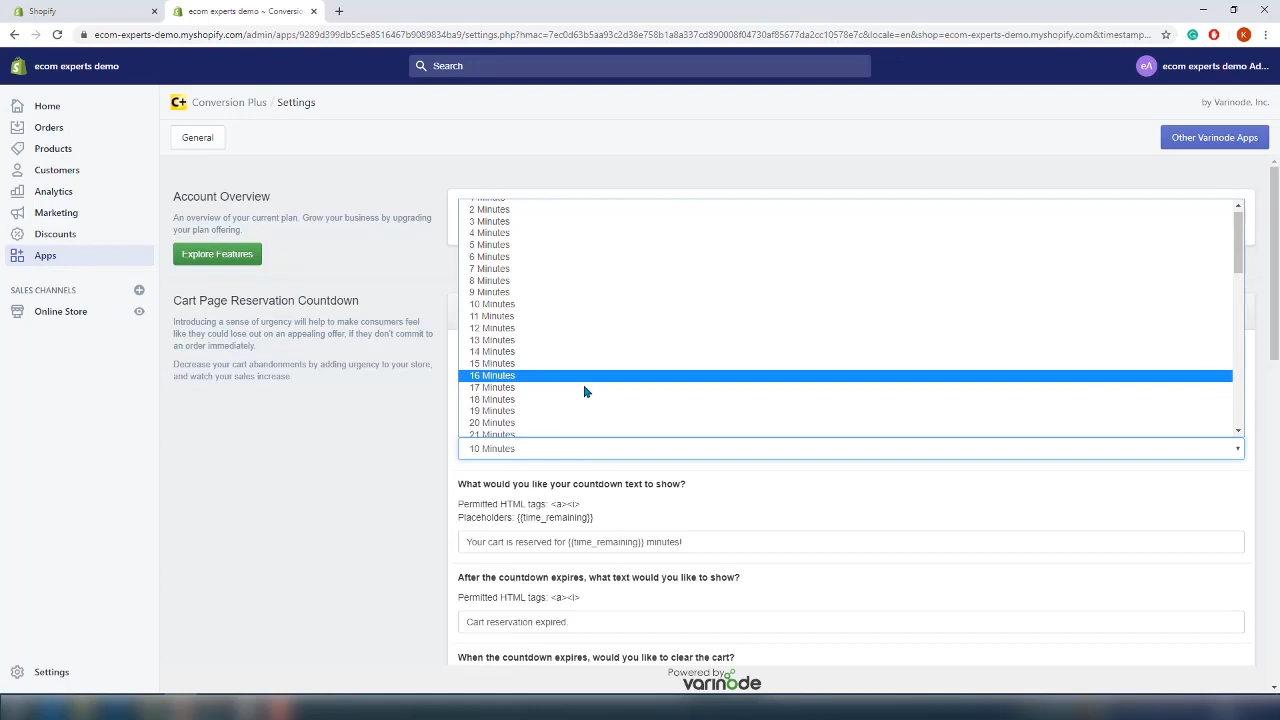 Shopify
ecom experts demo ~ Conversi
ecom-experts-demo.myshopify.com/admin/apps/9289d399db5c5e8516467b9089834ba9/settings.php?hmac=7ec0d63b5aa93c2d38e758b1a8a337cd890008f04730af85677da2cc10578e7c&locale=en&shop=ecom-experts-demo.myshopify.com&timestamp...
K
ecom experts demo
Search
eA
ecom experts demo Ad...
Home
Orders
Products
Customers
Analytics
Marketing
Discounts
Apps
SALES CHANNELS
Online Store
Settings
C+ Conversion Plus / Settings
by Varinode, Inc.
General
Other Varinode Apps
Account Overview
An overview of your current plan. Grow your business by upgrading
your plan offering.
Explore Features
Cart Page Reservation Countdown
Introducing a sense of urgency will help to make consumers feel
like they could lose out on an appealing offer, if they don't commit to
an order immediately.
Decrease your cart abandonments by adding urgency to your store,
and watch your sales increase.
1 Minute
2 Minutes
3 Minutes
4 Minutes
5 Minutes
6 Minutes
7 Minutes
8 Minutes
9 Minutes
10 Minutes
11 Minutes
12 Minutes
13 Minutes
14 Minutes
15 Minutes
16 Minutes
17 Minutes
18 Minutes
19 Minutes
20 Minutes
21 Minutes
10 Minutes
What would you like your countdown text to show?
Permitted HTML tags: <a><i>
Placeholders: {{time_remaining}}
Your cart is reserved for {{time_remaining}} minutes!
After the countdown expires, what text would you like to show?
Permitted HTML tags: <a><i>
Cart reservation expired.
When the countdown expires, would you like to clear the cart?
Powered by
varinode